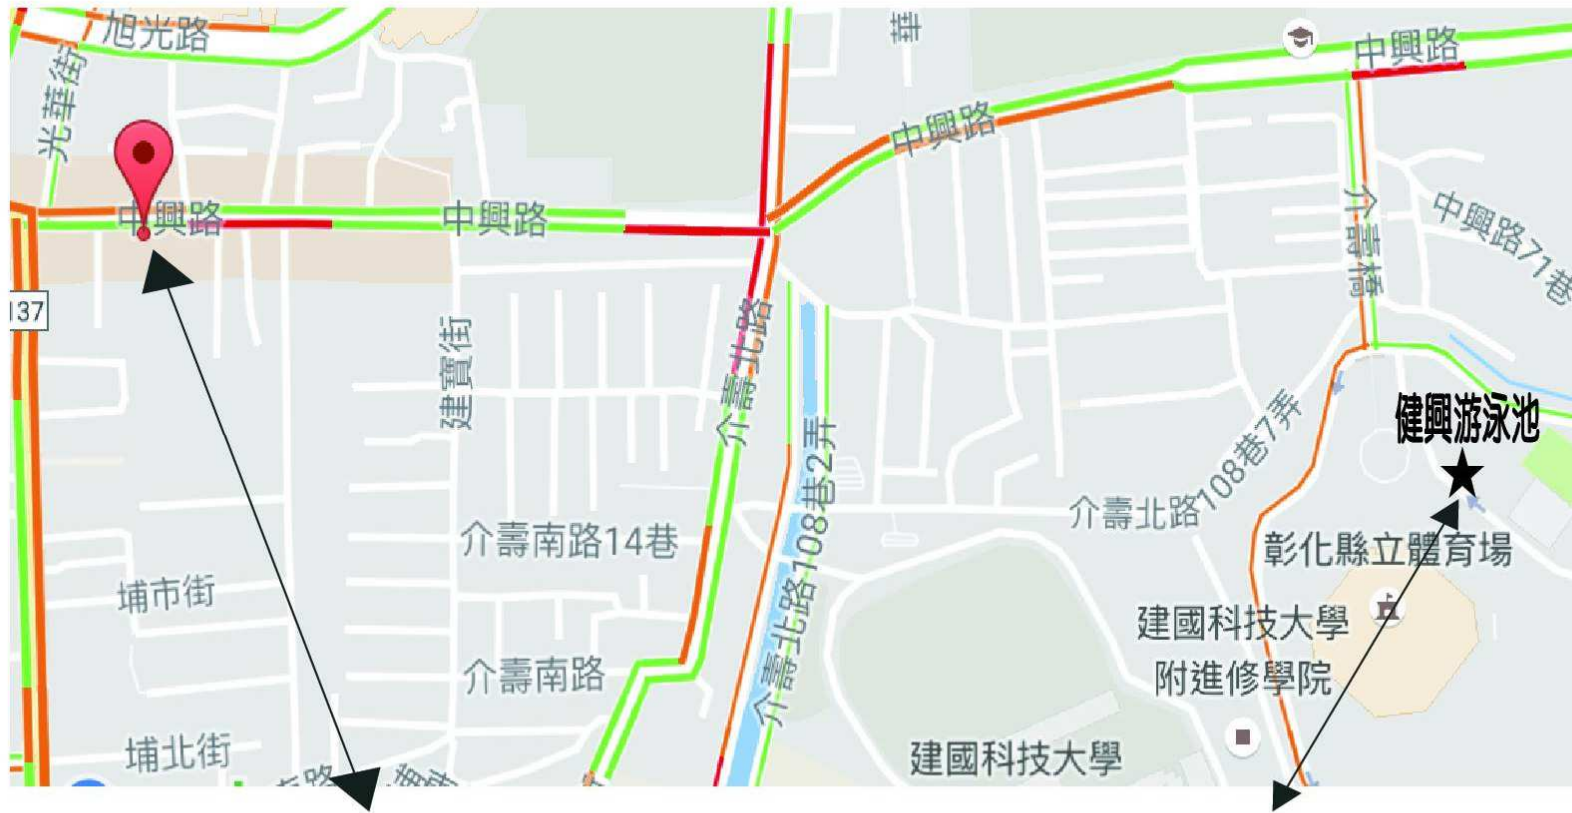 旭光路
華
中興路
光華街
中興路
中興路
中興路
介壽橋
中興路71巷
137
建寶街
介壽北路
健興游泳池
介壽北路108巷7弄
介壽北路108巷2弄
介壽南路14巷
彰化縣立體育場
埔市街
建國科技大學
附進修學院
介壽南路
埔北街
建國科技大學
南路